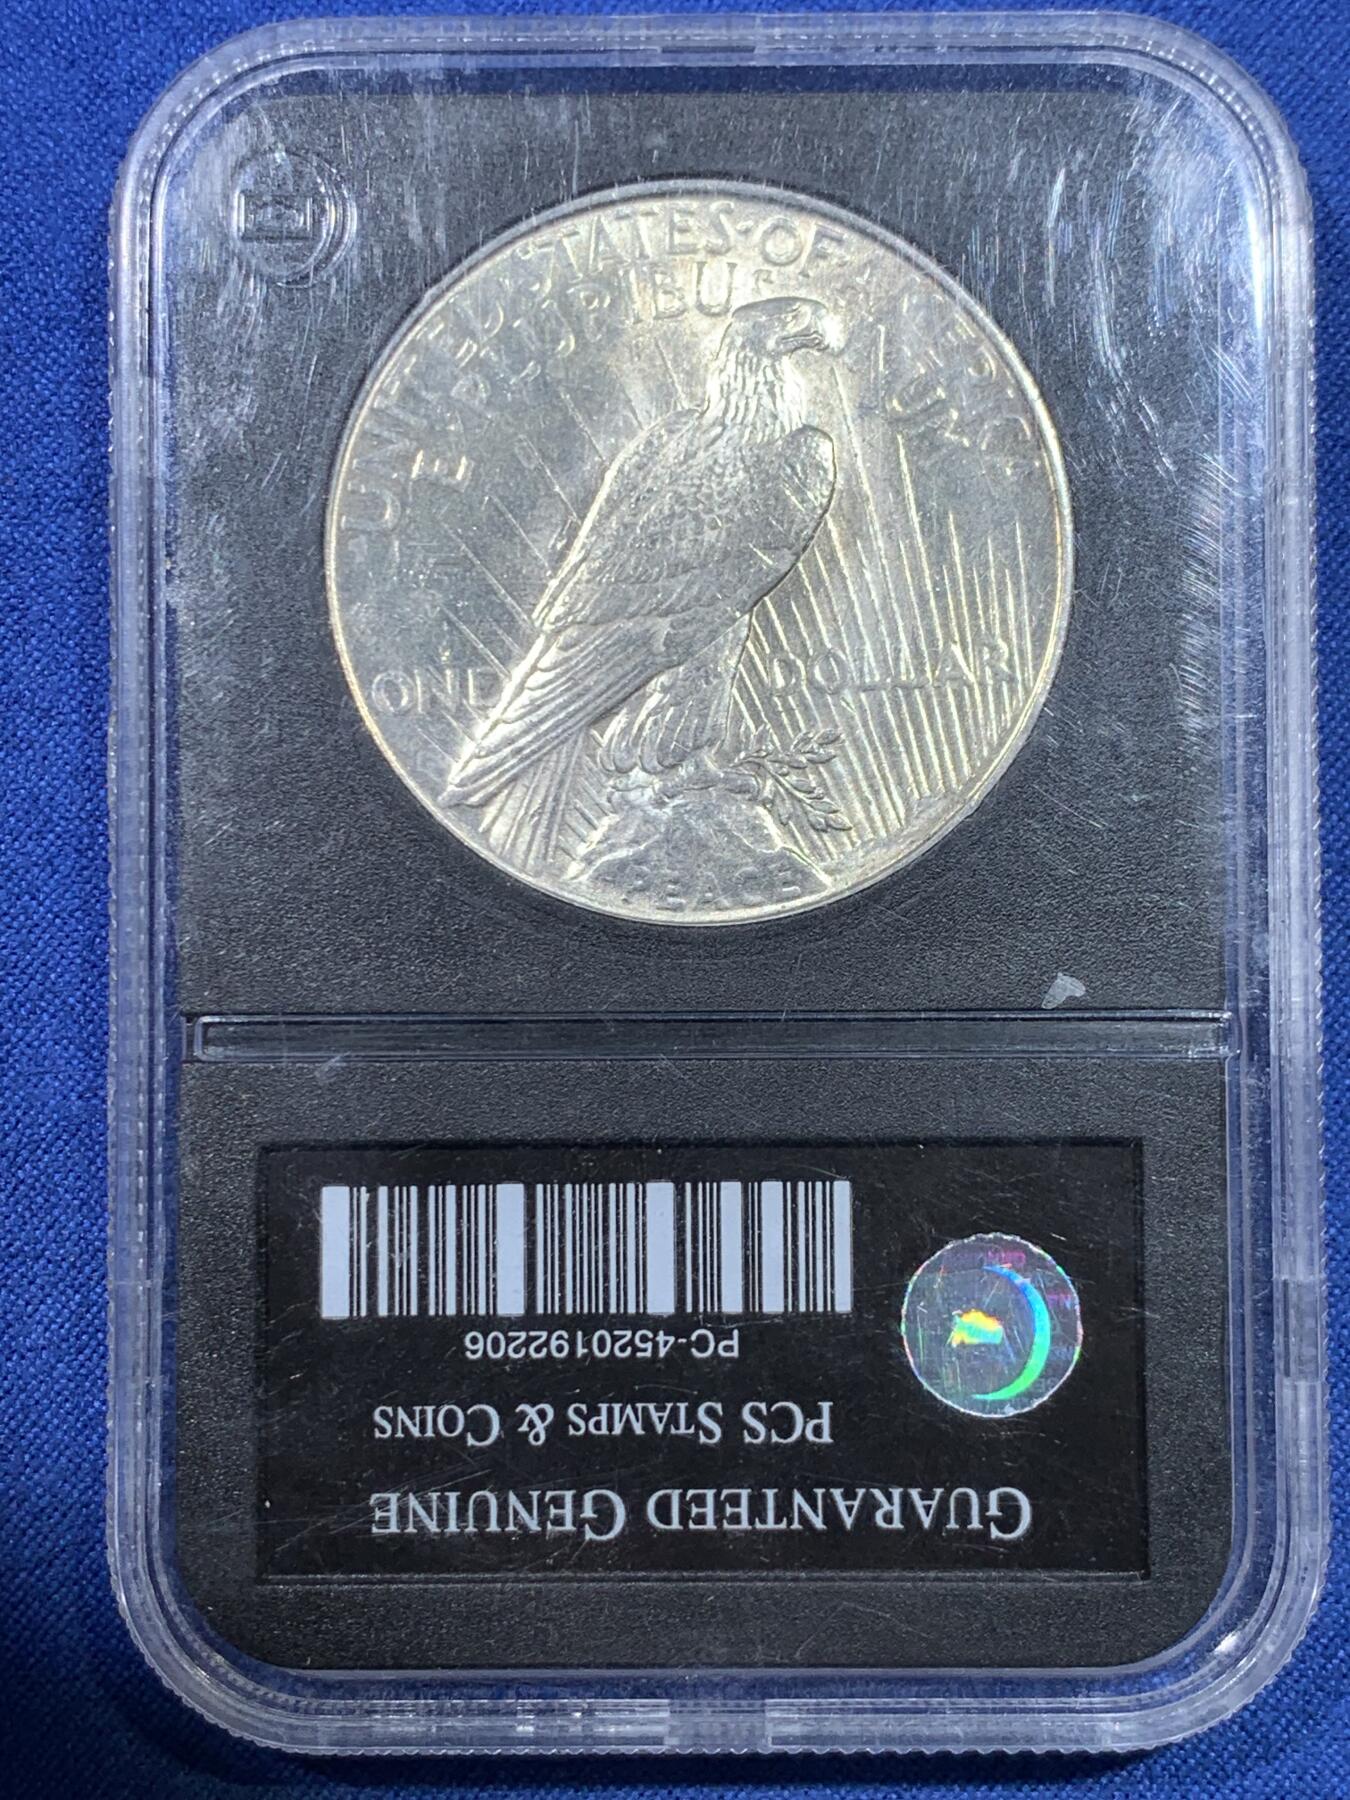 UNITED STATES OF AMERICA
E PLURIBUS UNUM
ONE DOLLAR
PEACE
E
GUARANTEED GENUINE
PCS STAMPS & COINS
PC-4520192206